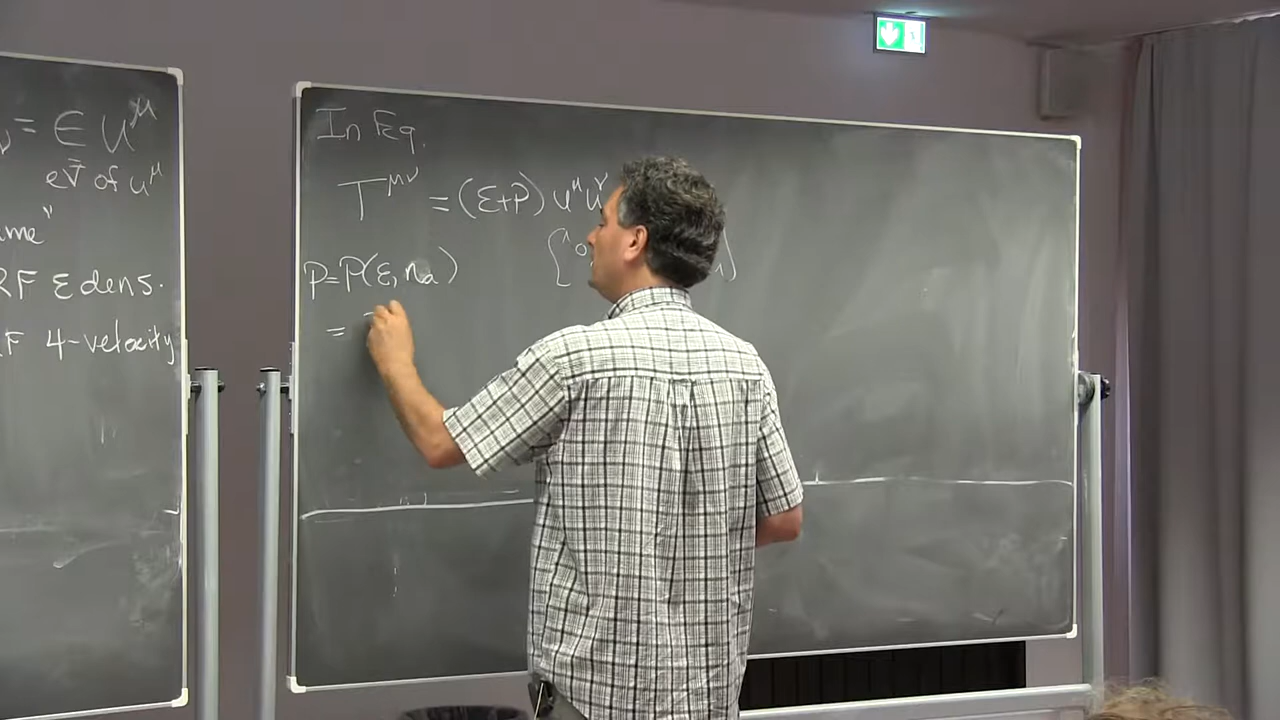 ν = ∈ u^μ
eV⃗ of u^μ
ame"
RF ε dens.
F 4-velocity
In Eq.
T^μν = (ε+P) u^μ u^ν
P=P(ε, n_a)
=